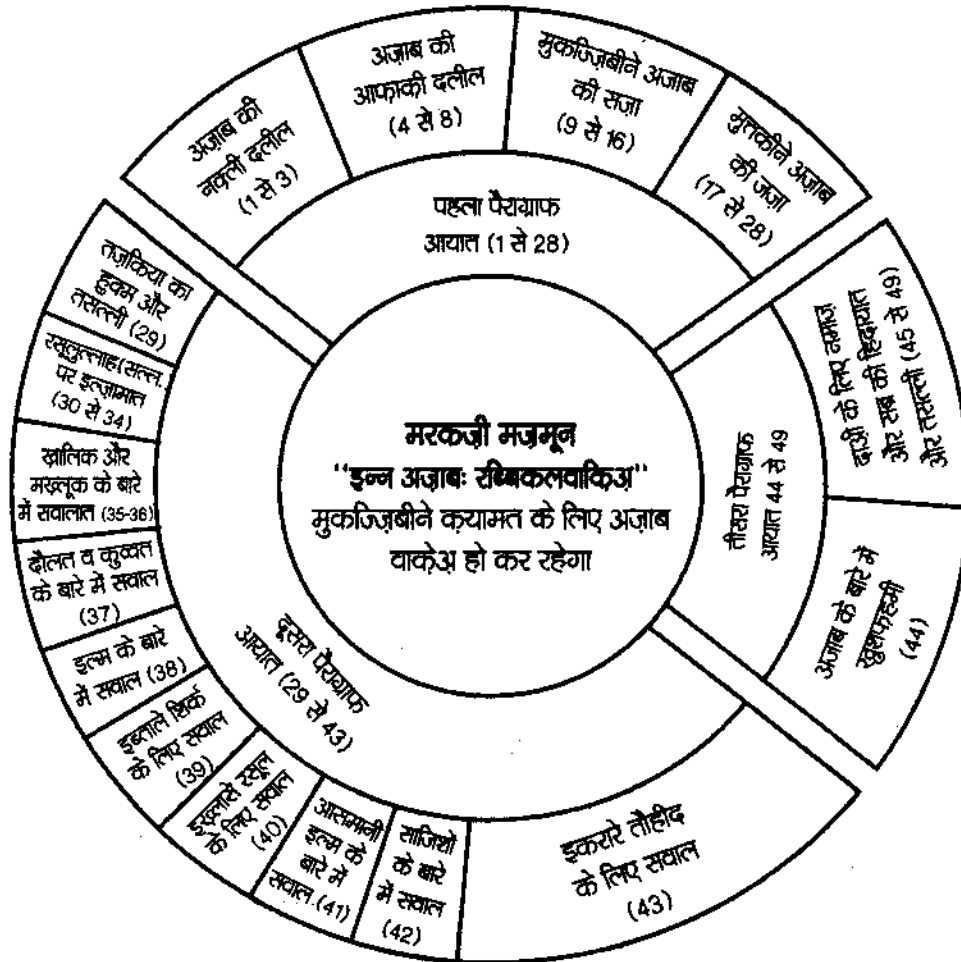 मरकज़ी मज़मून
"इन्न अज़ाबः रब्बिकलवाक़िअ़"
मुकज़्ज़िबीने क़यामत के लिए अज़ाब
वाक़ेअ़ हो कर रहेगा
पहला पैराग्राफ
आयात (1 से 28)
अज़ाब की
नक़्ली दलील
(1 से 3)
अज़ाब की
आफ़ाक़ी दलील
(4 से 8)
मुकज़्ज़िबीने अज़ाब
की सज़ा
(9 से 16)
मुत्तक़ीने अज़ाब
की जज़ा
(17 से 28)
दूसरा पैराग्राफ
आयात (29 से 43)
तज़किया का
हुक्म और
तसल्ली (29)
रसूलुल्लाह (सल्ल.
पर इल्ज़ामात
(30 से 34)
ख़ालिक और
मख़्लूक के बारे
में सवालात (35-36)
दौलत व कुव्वत
के बारे में सवाल
(37)
इल्म के बारे
में सवाल (38)
इब्ताले शिर्क
के लिए सवाल
(39)
इख़्लासे रसूल
लिए सवाल
(40)
आसमानी
इल्म के
बारे में
सवाल (41)
साज़िशों
के बारे
में सवाल
(42)
इकरारे तौहीद
के लिए सवाल
(43)
तीसरा पैराग्राफ
आयात 44 से 49
अज़ाब के बारे में
खुशफ़हमी
(44)
दाओ़ के लिए नमाज़
और सब्र की हिदायात
और तसल्ली (45 से 49)